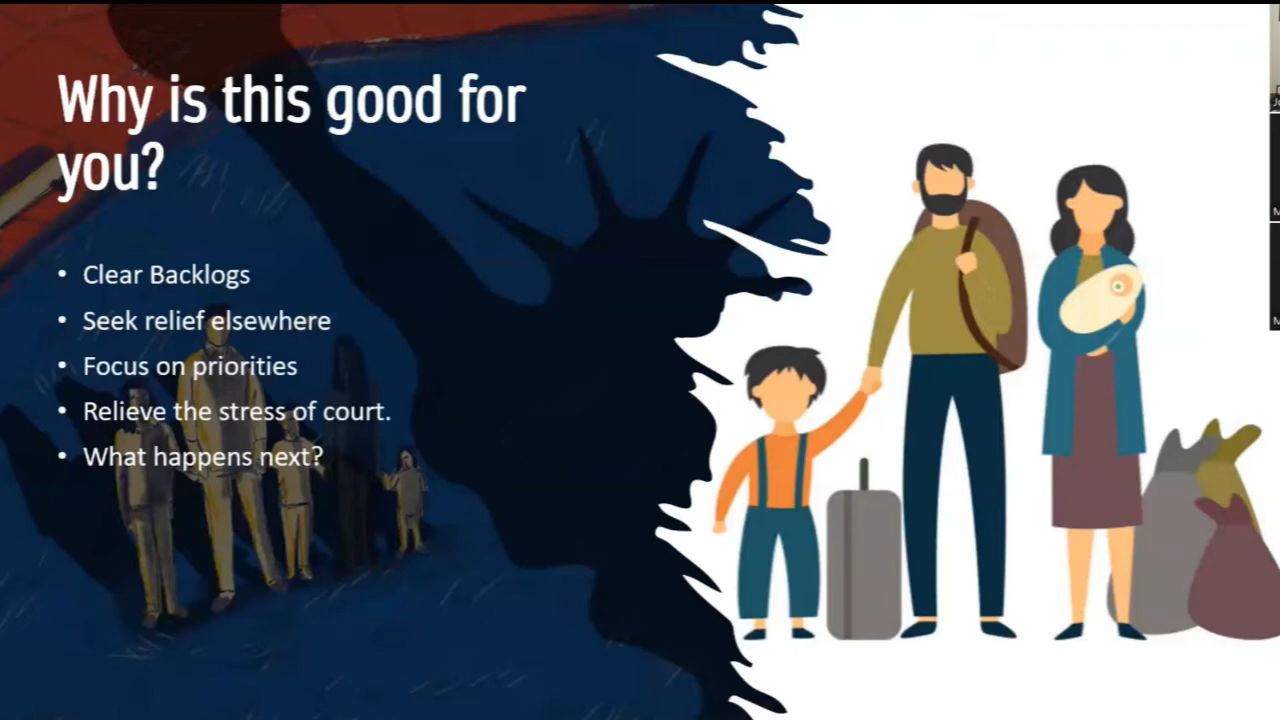 Why is this good for
you?
• Clear Backlogs
• Seek relief elsewhere
• Focus on priorities
• Relieve the stress of court.
• What happens next?